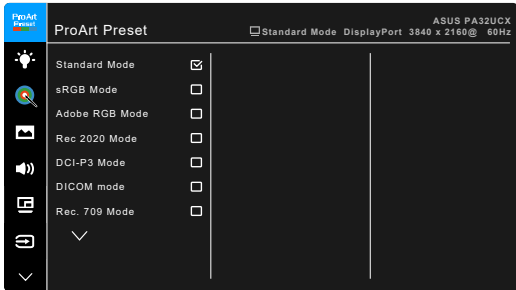 ProArt
Preset
ProArt Preset
ASUS PA32UCX
Standard Mode DisplayPort 3840 x 2160@ 60Hz
Standard Mode
sRGB Mode
Adobe RGB Mode
Rec 2020 Mode
DCI-P3 Mode
DICOM mode
Rec. 709 Mode